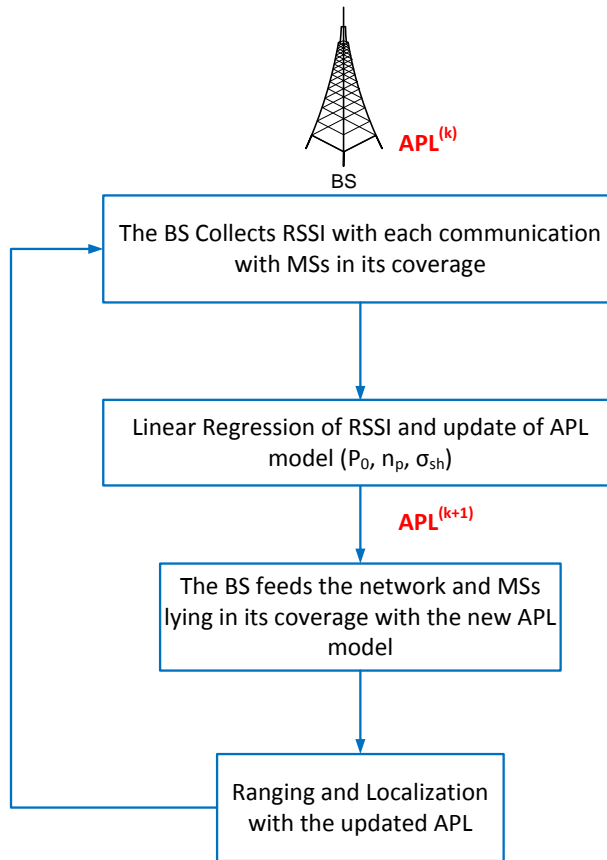 APL^(k)
BS
The BS Collects RSSI with each communication
with MSs in its coverage
Linear Regression of RSSI and update of APL
model (P₀, nₚ, σₛₕ)
APL^(k+1)
The BS feeds the network and MSs
lying in its coverage with the new APL
model
Ranging and Localization
with the updated APL